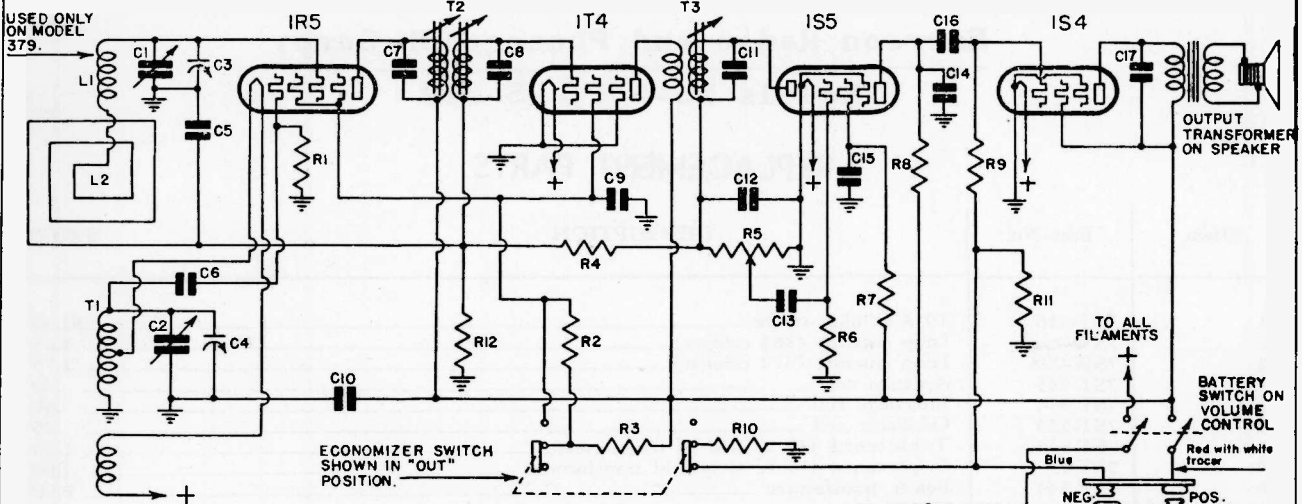 USED ONLY
ON MODEL
379.
1R5
T2
1T4
T3
1S5
C16
1S4
L1
C1
C3
C7
C8
C11
C14
C17
C5
L2
R1
C9
C12
C15
R8
R9
OUTPUT
TRANSFORMER
ON SPEAKER
+
+
+
R4
R5
C6
T1
C2
C4
R12
R2
C13
R6
R7
R11
TO ALL
FILAMENTS
+
C10
BATTERY
SWITCH ON
VOLUME
CONTROL
ECONOMIZER SWITCH
SHOWN IN "OUT"
POSITION.
R3
R10
Blue
Red with white
tracer
+
NEG.
POS.